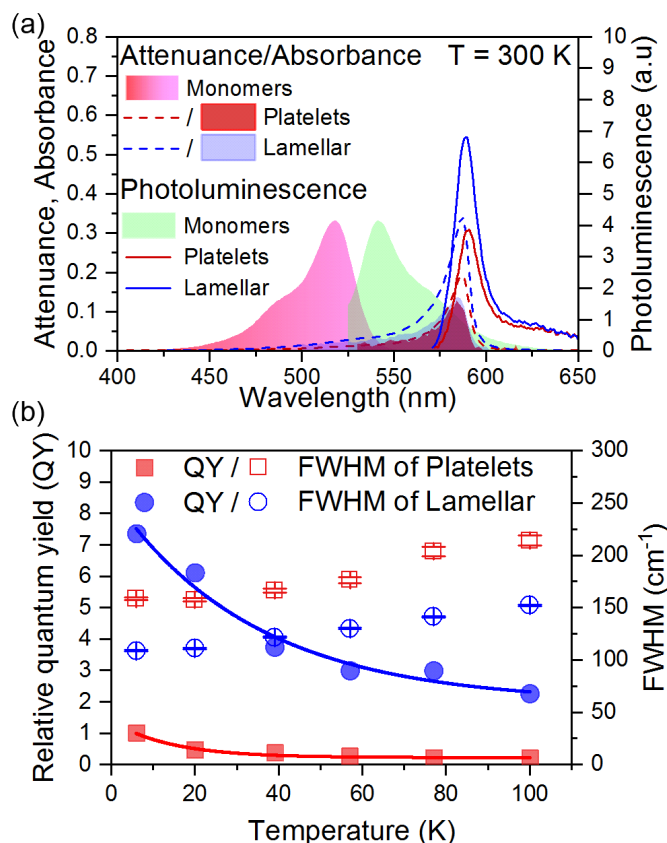 (a)
Attenuance, Absorbance
0.8
0.7
0.6
0.5
0.4
0.3
0.2
0.1
0.0
Attenuance/Absorbance
T = 300 K
Monomers
/ Platelets
/ Lamellar
Photoluminescence
Monomers
Platelets
Lamellar
10
9
8
7
6
5
4
3
2
1
0
Photoluminescence (a.u)
400 450 500 550 600 650
Wavelength (nm)
(b)
Relative quantum yield (QY)
10
9
8
7
6
5
4
3
2
1
0
QY / FWHM of Platelets
QY / FWHM of Lamellar
300
250
200
150
100
50
0
FWHM (cm⁻¹)
0 20 40 60 80 100
Temperature (K)